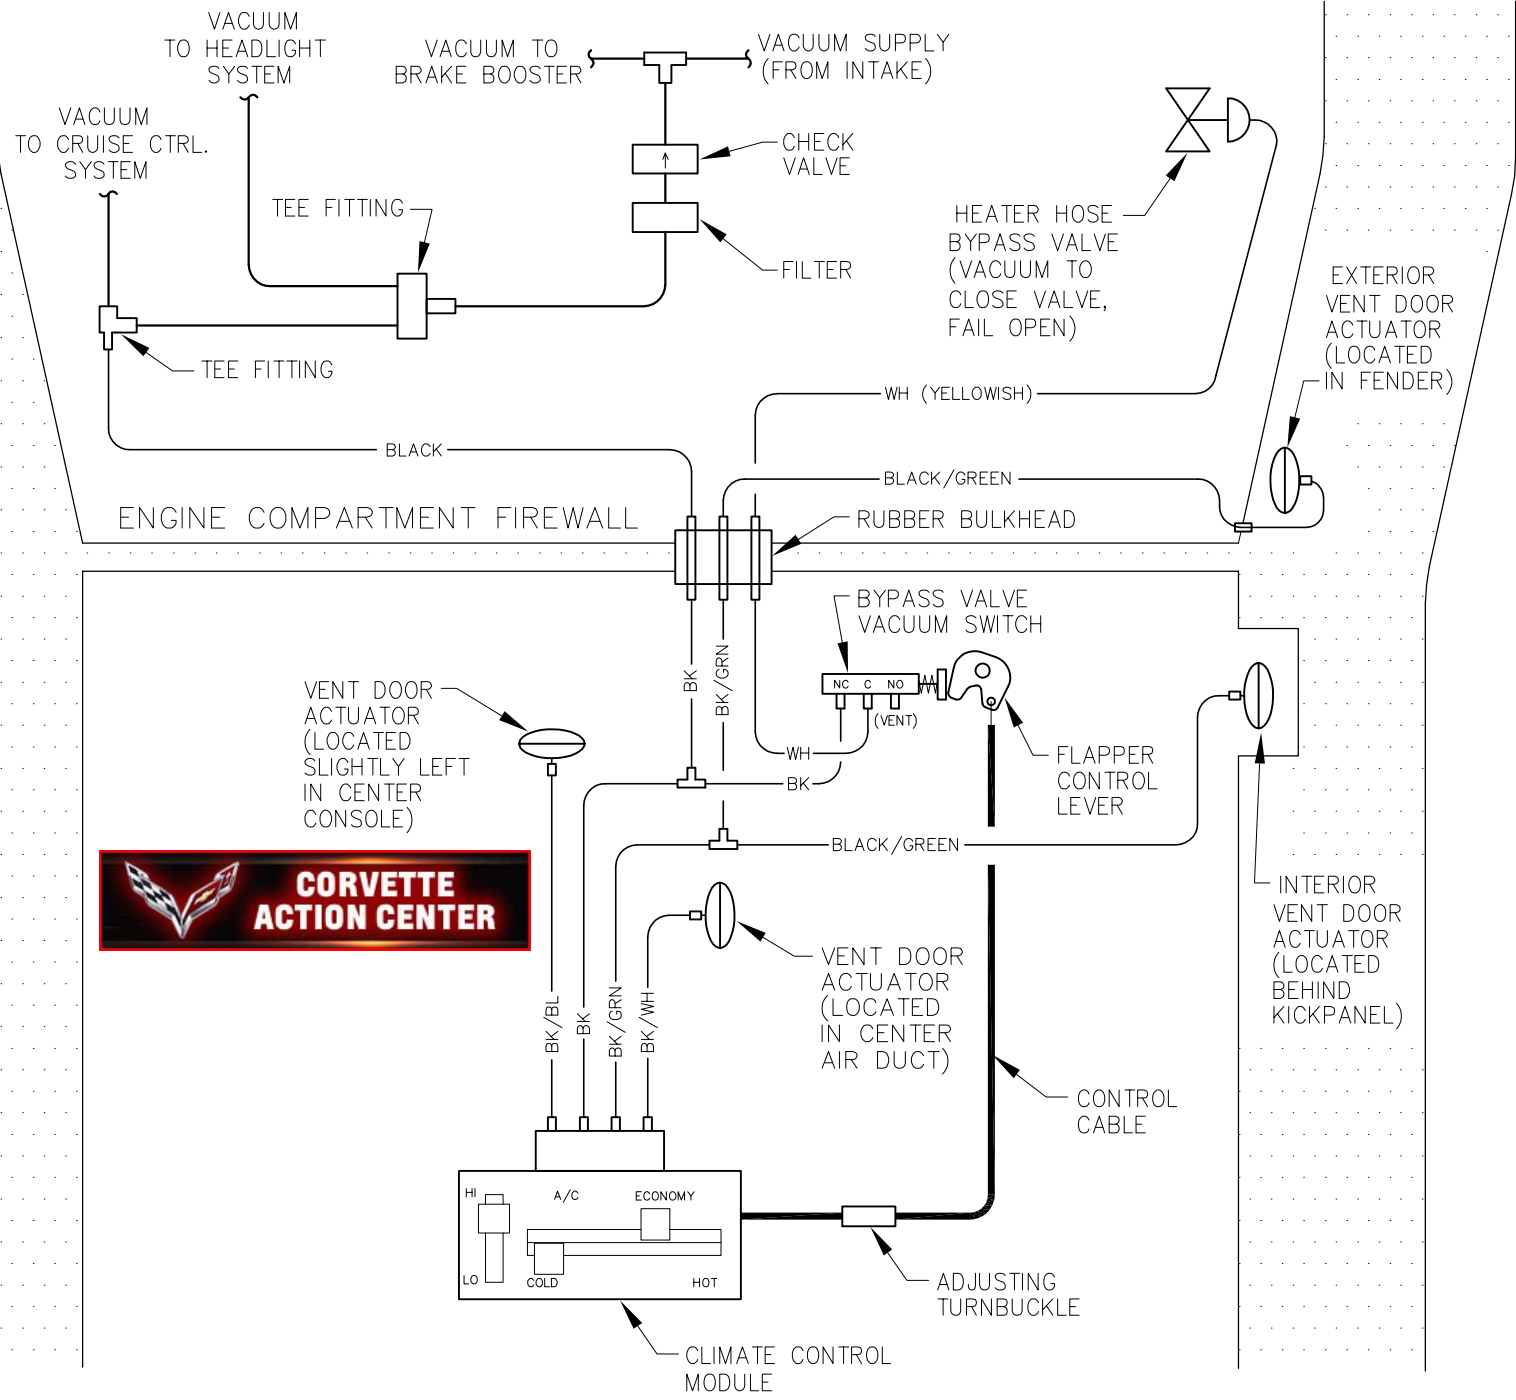 VACUUM
TO HEADLIGHT
SYSTEM
VACUUM TO
BRAKE BOOSTER
VACUUM SUPPLY
(FROM INTAKE)
VACUUM
TO CRUISE CTRL.
SYSTEM
CHECK
VALVE
TEE FITTING
FILTER
HEATER HOSE
BYPASS VALVE
(VACUUM TO
CLOSE VALVE,
FAIL OPEN)
EXTERIOR
VENT DOOR
ACTUATOR
(LOCATED
IN FENDER)
TEE FITTING
WH (YELLOWISH)
BLACK
BLACK/GREEN
ENGINE COMPARTMENT FIREWALL
RUBBER BULKHEAD
BYPASS VALVE
VACUUM SWITCH
BK
BK/GRN
NC C NO
(VENT)
WH
BK
VENT DOOR
ACTUATOR
(LOCATED
SLIGHTLY LEFT
IN CENTER
CONSOLE)
FLAPPER
CONTROL
LEVER
BLACK/GREEN
CORVETTE
ACTION CENTER
INTERIOR
VENT DOOR
ACTUATOR
(LOCATED
BEHIND
KICKPANEL)
VENT DOOR
ACTUATOR
(LOCATED
IN CENTER
AIR DUCT)
BK/BL
BK
BK/GRN
BK/WH
CONTROL
CABLE
HI
A/C
ECONOMY
LO
COLD
HOT
ADJUSTING
TURNBUCKLE
CLIMATE CONTROL
MODULE